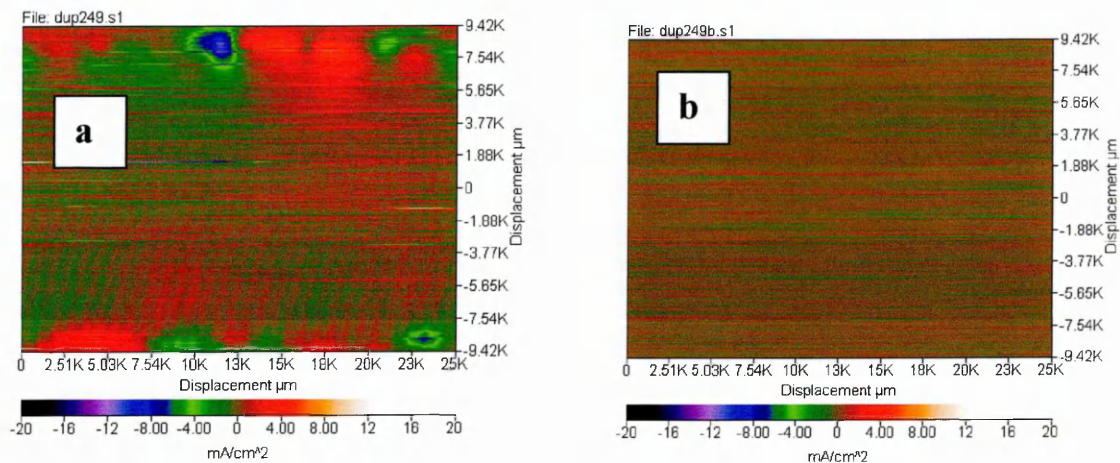 File: dup249.s1
a
9.42K
7.54K
5.65K
3.77K
1.88K
0
-1.88K
-3.77K
-5.65K
-7.54K
-9.42K
Displacement µm
0 2.51K 5.03K 7.54K 10K 13K 15K 18K 20K 23K 25K
Displacement µm
-20 -16 -12 -8.00 -4.00 0.00 4.00 8.00 12 16 20
mA/cm^2
File: dup249b.s1
b
9.42K
7.54K
5.65K
3.77K
1.88K
0
-1.88K
-3.77K
-5.65K
-7.54K
-9.42K
Displacement µm
0 2.51K 5.03K 7.54K 10K 13K 15K 18K 20K 23K 25K
Displacement µm
-20 -16 -12 -8.00 -4.00 0.00 4.00 8.00 12 16 20
mA/cm^2